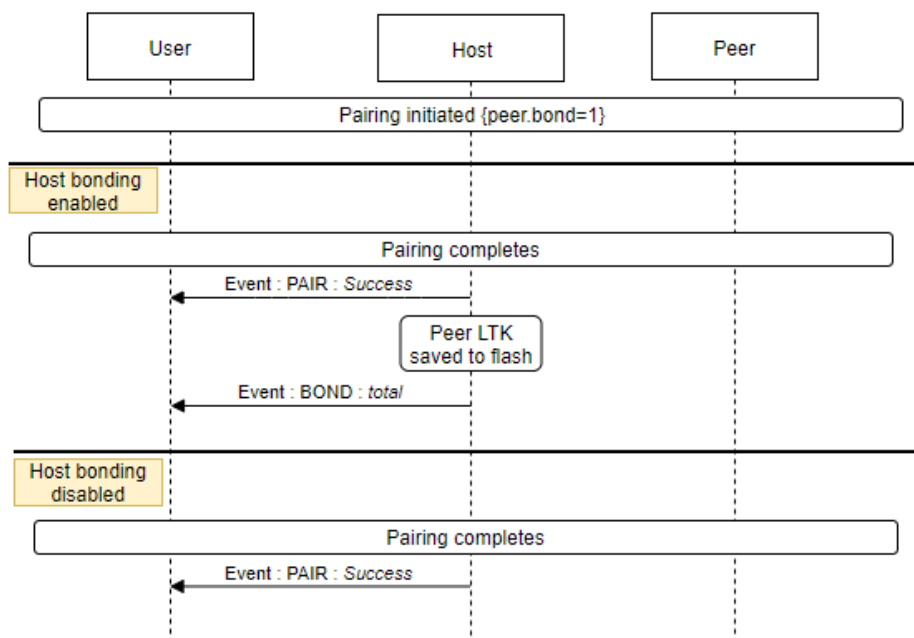 User
Host
Peer
Pairing initiated {peer.bond=1}
Host bonding
enabled
Pairing completes
Event : PAIR : Success
Peer LTK
saved to flash
Event : BOND : total
Host bonding
disabled
Pairing completes
Event : PAIR : Success